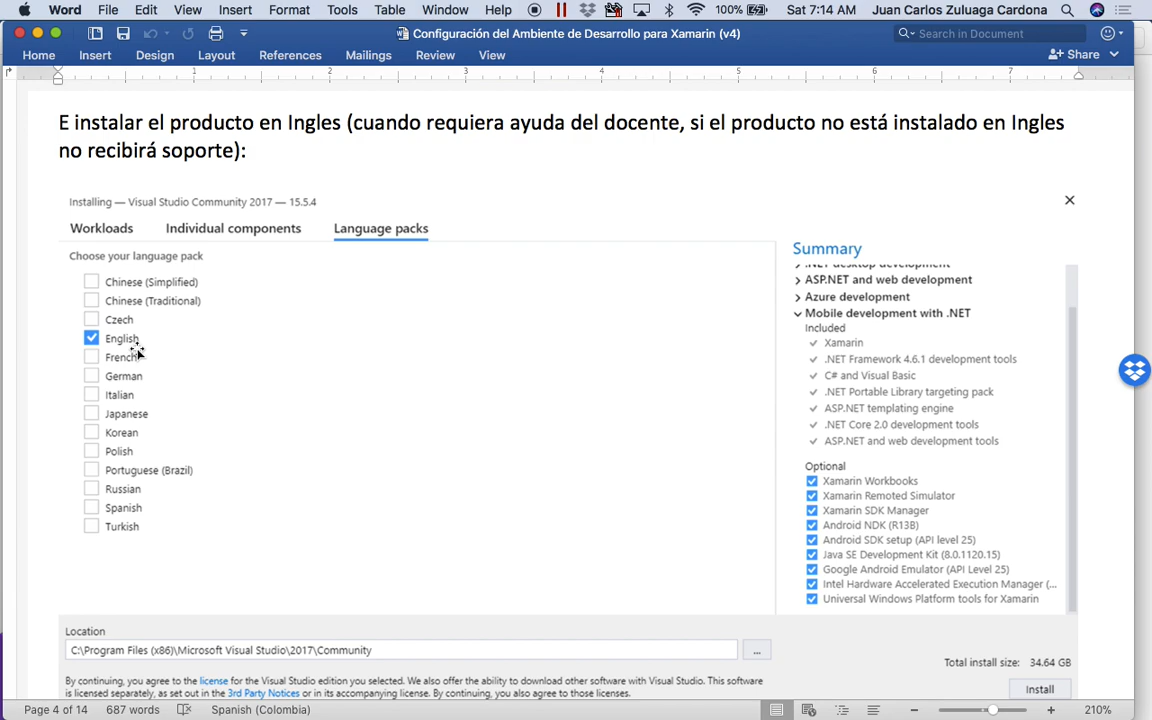 Word File Edit View Insert Format Tools Table Window Help 100% Sat 7:14 AM Juan Carlos Zuluaga Cardona
Configuración del Ambiente de Desarrollo para Xamarin (v4) Search in Document
Home Insert Design Layout References Mailings Review View Share
1 2 3 4 5 6 7
E instalar el producto en Ingles (cuando requiera ayuda del docente, si el producto no está instalado en Ingles
no recibirá soporte):
Installing — Visual Studio Community 2017 — 15.5.4
Workloads Individual components Language packs
Choose your language pack
Chinese (Simplified)
Chinese (Traditional)
Czech
English
French
German
Italian
Japanese
Korean
Polish
Portuguese (Brazil)
Russian
Spanish
Turkish
Summary
.NET desktop development
ASP.NET and web development
Azure development
Mobile development with .NET
Included
Xamarin
.NET Framework 4.6.1 development tools
C# and Visual Basic
.NET Portable Library targeting pack
ASP.NET templating engine
.NET Core 2.0 development tools
ASP.NET and web development tools
Optional
Xamarin Workbooks
Xamarin Remoted Simulator
Xamarin SDK Manager
Android NDK (R13B)
Android SDK setup (API level 25)
Java SE Development Kit (8.0.1120.15)
Google Android Emulator (API Level 25)
Intel Hardware Accelerated Execution Manager (...
Universal Windows Platform tools for Xamarin
Location
C:\Program Files (x86)\Microsoft Visual Studio\2017\Community ...
Total install size: 34.64 GB
By continuing, you agree to the license for the Visual Studio edition you selected. We also offer the ability to download other software with Visual Studio. This software
is licensed separately, as set out in the 3rd Party Notices or in its accompanying license. By continuing, you also agree to those licenses.
Install
Page 4 of 14 687 words Spanish (Colombia) 210%